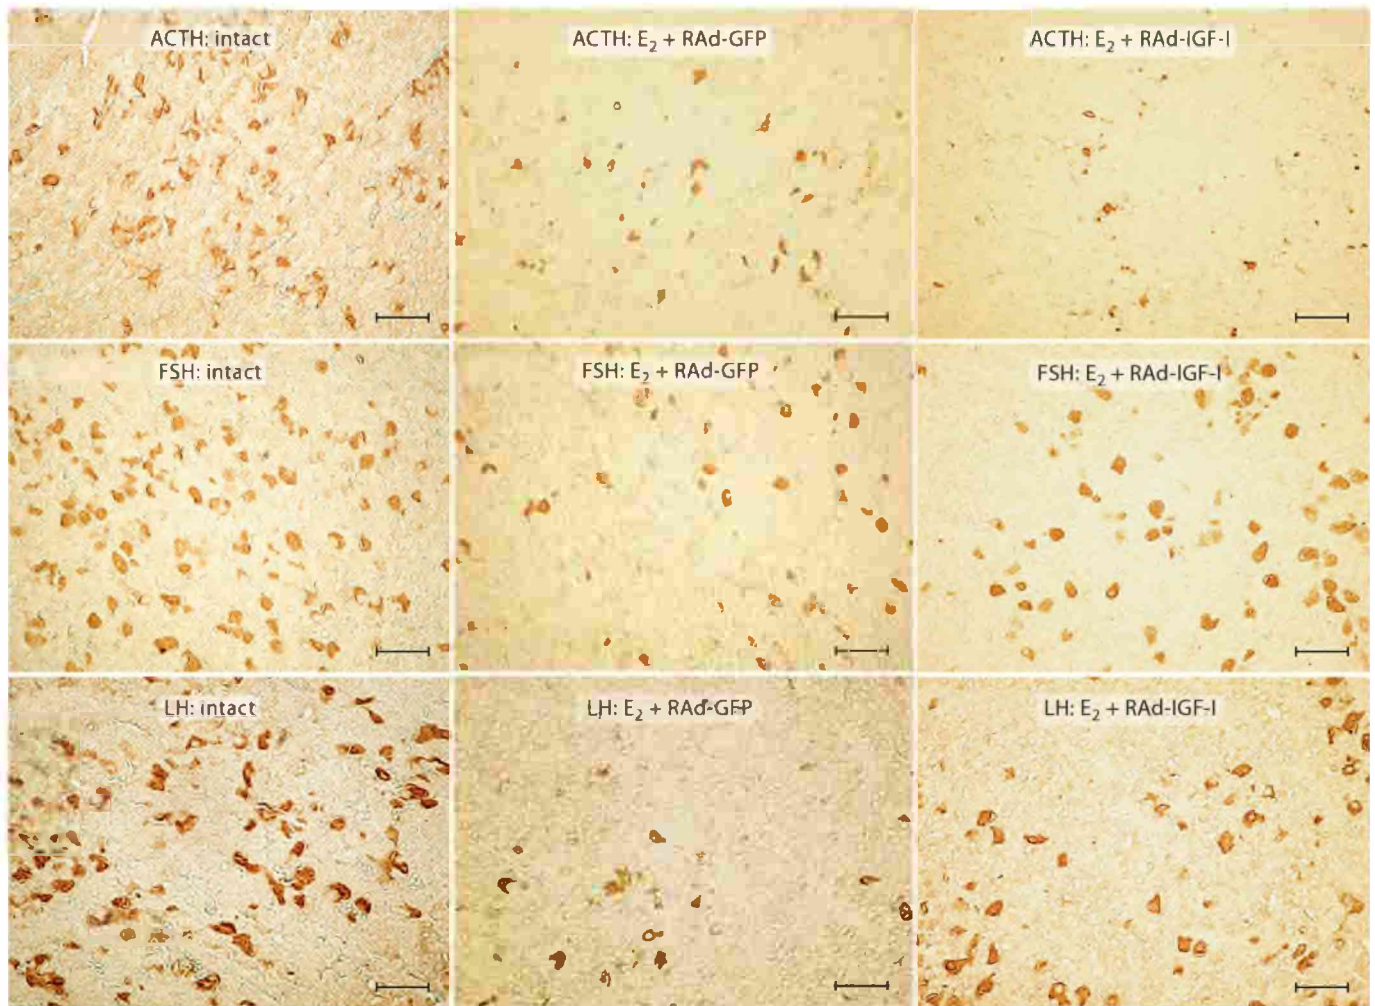 ACTH: intact
ACTH: E₂ + RAd-GFP
ACTH: E₂ + RAd-IGF-I
FSH: intact
FSH: E₂ + RAd-GFP
FSH: E₂ + RAd-IGF-I
LH: intact
LH: E₂ + RAd-GFP
LH: E₂ + RAd-IGF-I